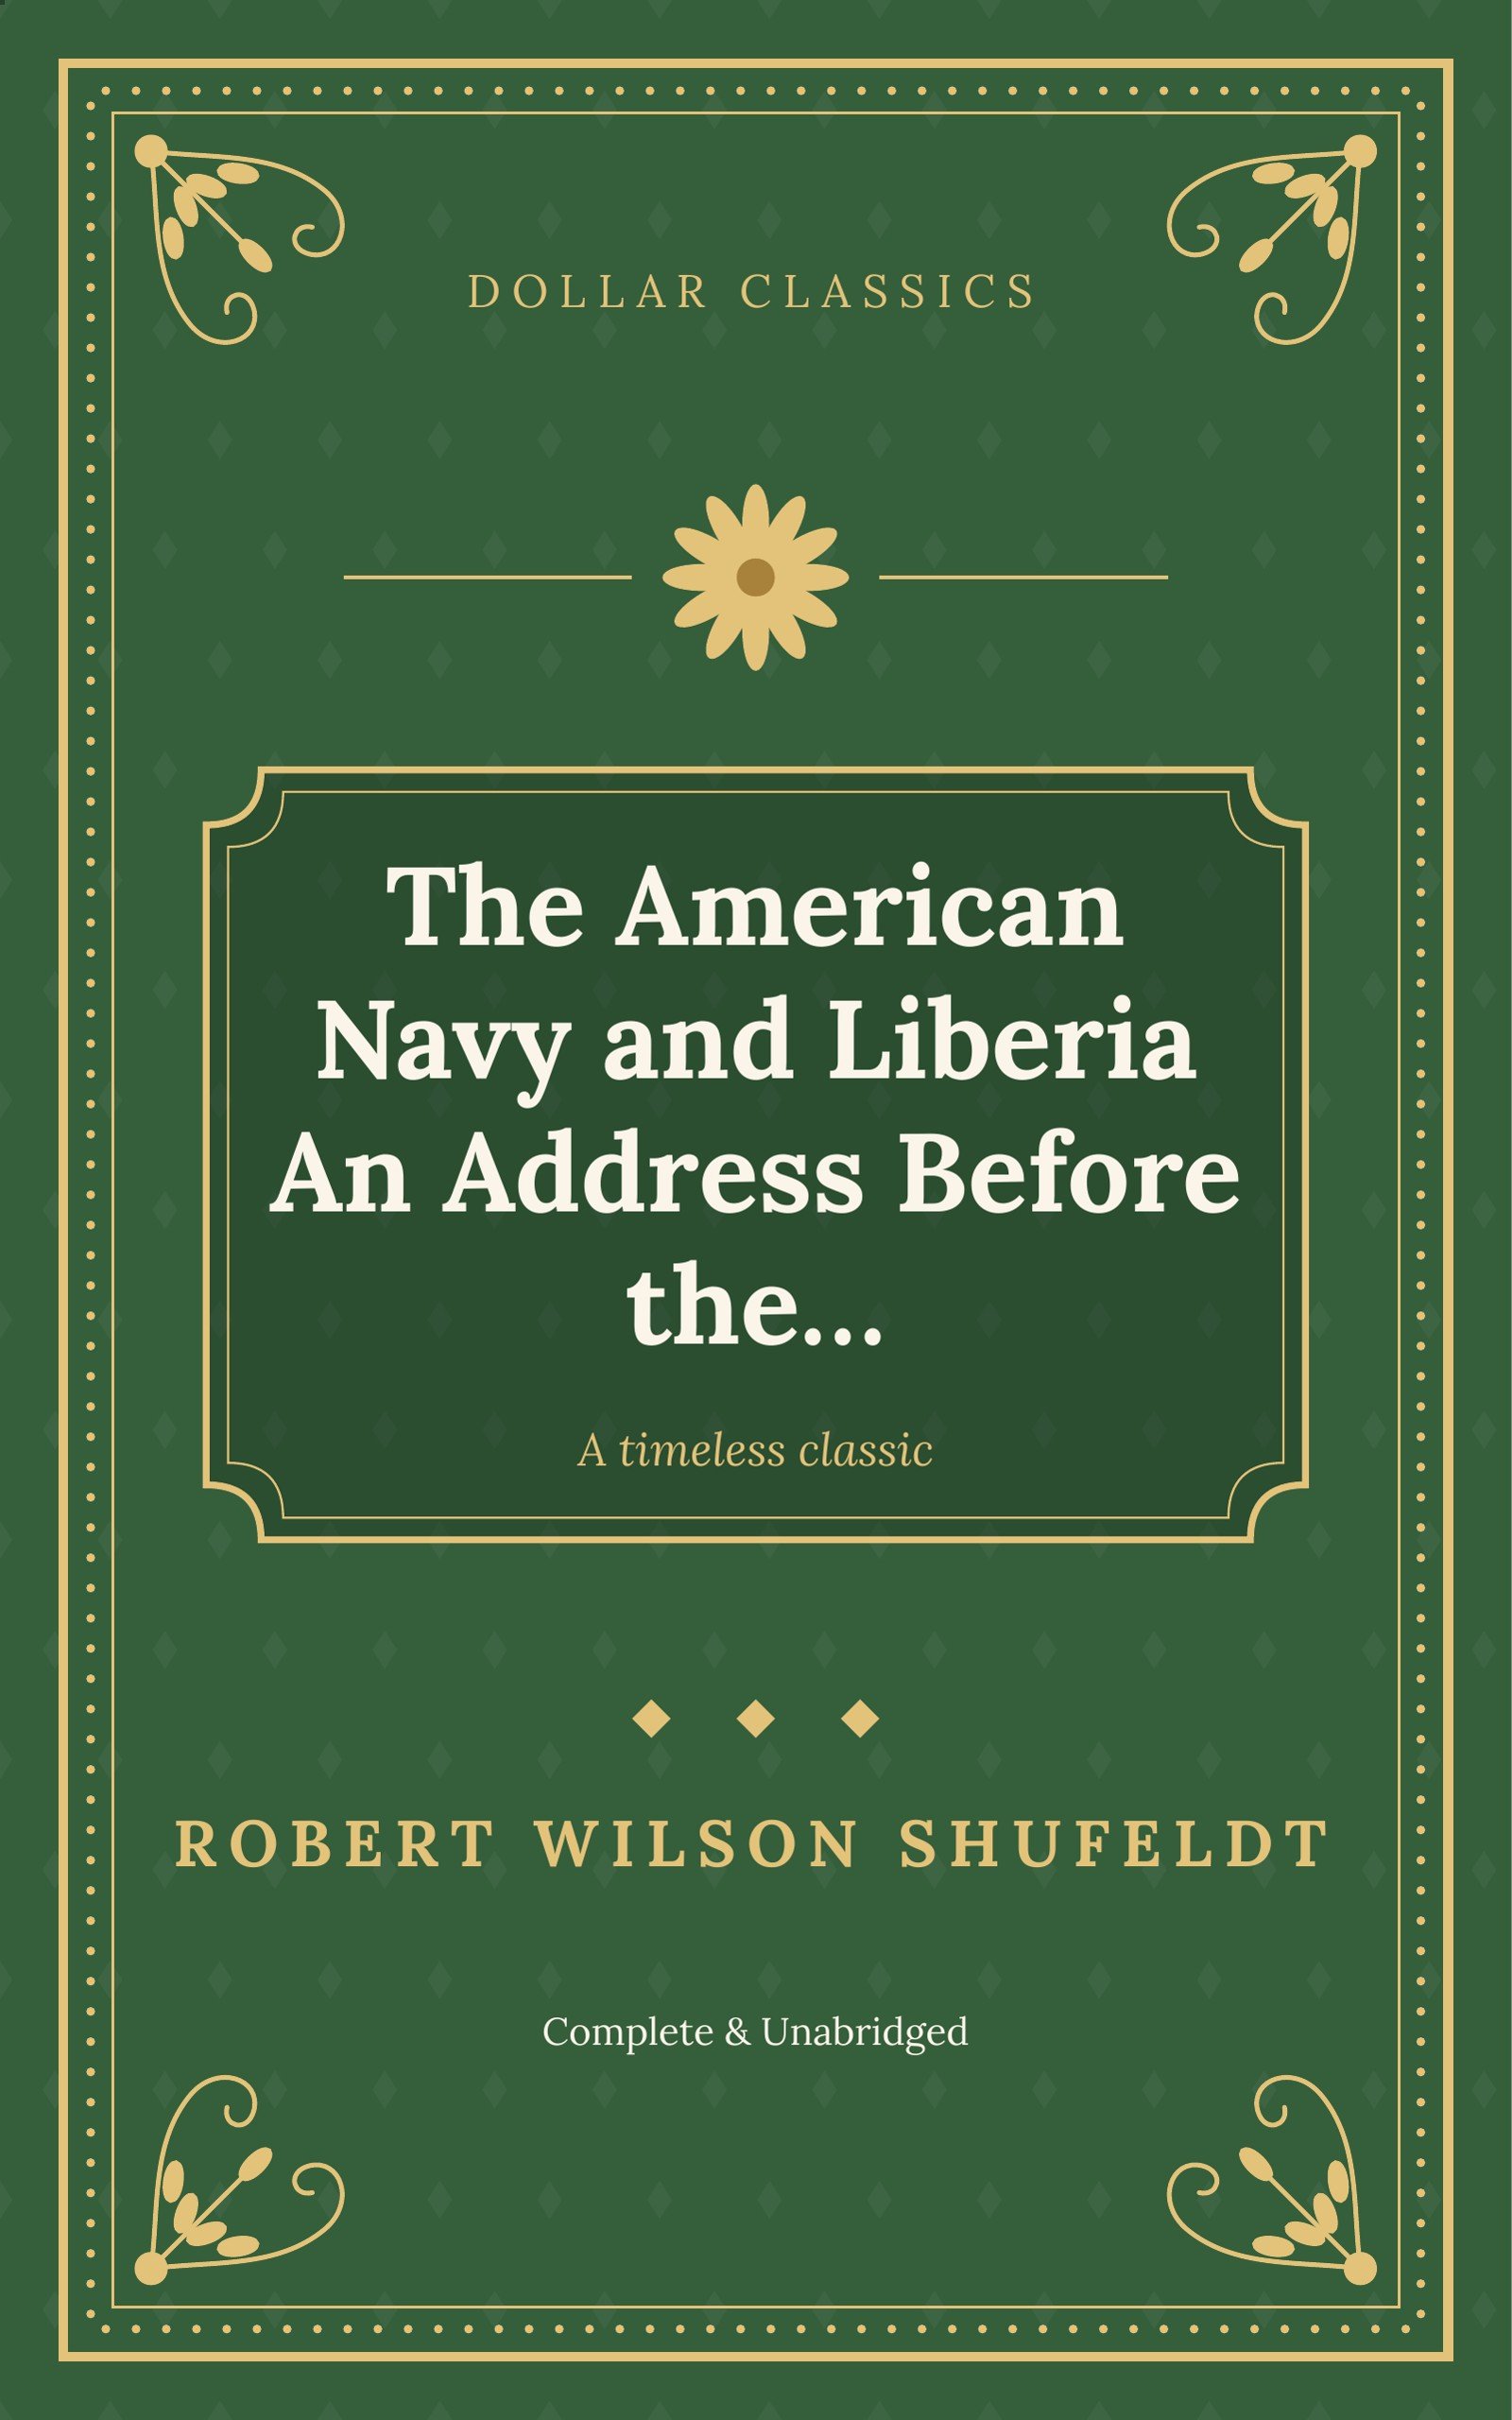 DOLLAR CLASSICS
The American
Navy and Liberia
An Address Before
the...
A timeless classic
ROBERT WILSON SHUFELDT
Complete & Unabridged